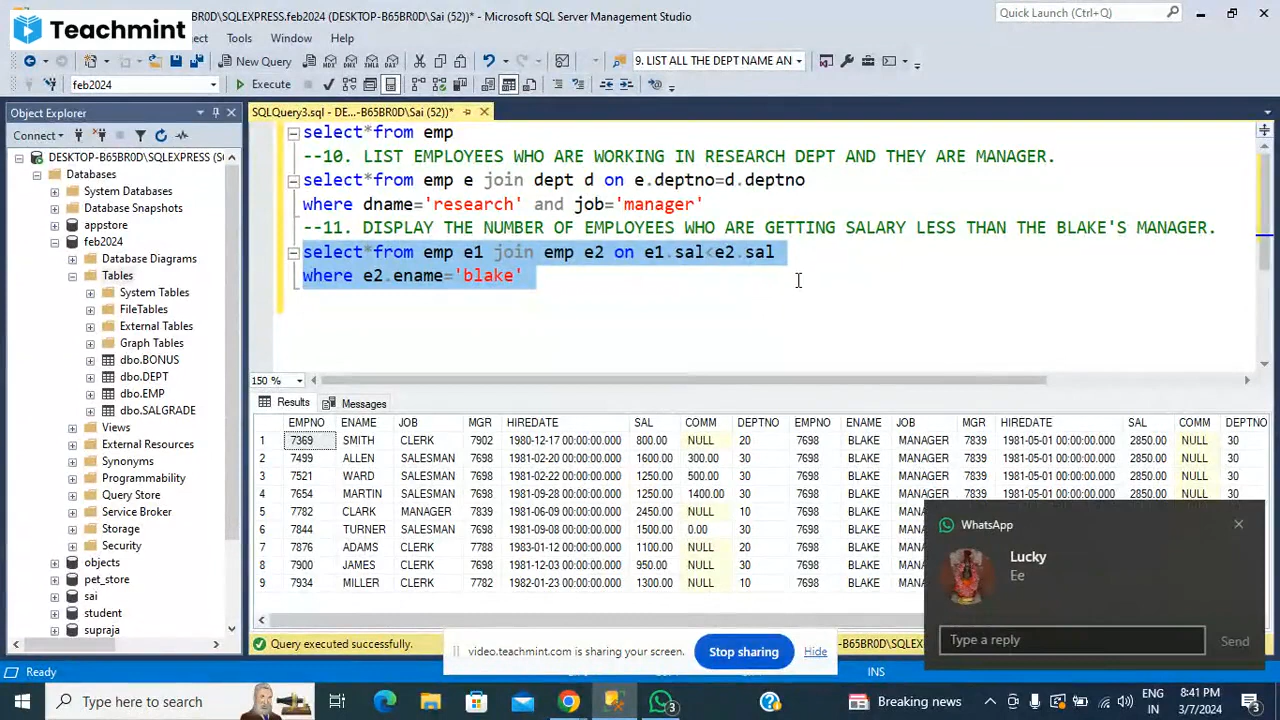 Teachmint
0\SQLEXPRESS.feb2024 (DESKTOP-B65BR0D\Sai (52))* - Microsoft SQL Server Management Studio
Quick Launch (Ctrl+Q)
Tools Window Help
New Query
9. LIST ALL THE DEPT NAME AN
feb2024
Execute
Object Explorer
Connect
DESKTOP-B65BR0D\SQLEXPRESS (
Databases
System Databases
Database Snapshots
appstore
feb2024
Database Diagrams
Tables
System Tables
FileTables
External Tables
Graph Tables
dbo.BONUS
dbo.DEPT
dbo.EMP
dbo.SALGRADE
Views
External Resources
Synonyms
Programmability
Query Store
Service Broker
Storage
Security
objects
pet_store
sai
student
supraja
SQLQuery3.sql - DE...-B65BR0D\Sai (52))*
select*from emp
--10. LIST EMPLOYEES WHO ARE WORKING IN RESEARCH DEPT AND THEY ARE MANAGER.
select*from emp e join dept d on e.deptno=d.deptno
where dname='research' and job='manager'
--11. DISPLAY THE NUMBER OF EMPLOYEES WHO ARE GETTING SALARY LESS THAN THE BLAKE'S MANAGER.
select*from emp e1 join emp e2 on e1.sal<e2.sal
where e2.ename='blake'
150 %
Results Messages
EMPNO ENAME JOB MGR HIREDATE SAL COMM DEPTNO EMPNO ENAME JOB MGR HIREDATE SAL COMM DEPTNO
1 7369 SMITH CLERK 7902 1980-12-17 00:00:00.000 800.00 NULL 20 7698 BLAKE MANAGER 7839 1981-05-01 00:00:00.000 2850.00 NULL 30
2 7499 ALLEN SALESMAN 7698 1981-02-20 00:00:00.000 1600.00 300.00 30 7698 BLAKE MANAGER 7839 1981-05-01 00:00:00.000 2850.00 NULL 30
3 7521 WARD SALESMAN 7698 1981-02-22 00:00:00.000 1250.00 500.00 30 7698 BLAKE MANAGER 7839 1981-05-01 00:00:00.000 2850.00 NULL 30
4 7654 MARTIN SALESMAN 7698 1981-09-28 00:00:00.000 1250.00 1400.00 30 7698 BLAKE MANAGER 7839 1981-05-01 00:00:00.000 2850.00 NULL 30
5 7782 CLARK MANAGER 7839 1981-06-09 00:00:00.000 2450.00 NULL 10 7698 BLAKE MANA
6 7844 TURNER SALESMAN 7698 1981-09-08 00:00:00.000 1500.00 0.00 30 7698 BLAKE MANA
7 7876 ADAMS CLERK 7788 1983-01-12 00:00:00.000 1100.00 NULL 20 7698 BLAKE MANA
8 7900 JAMES CLERK 7698 1981-12-03 00:00:00.000 950.00 NULL 30 7698 BLAKE MANA
9 7934 MILLER CLERK 7782 1982-01-23 00:00:00.000 1300.00 NULL 10 7698 BLAKE MANA
WhatsApp
Lucky
Ee
Type a reply
Send
Query executed successfully.
video.teachmint.com is sharing your screen.
Stop sharing
Hide
Ready
INS
Type here to search
3
Breaking news
ENG
IN
8:41 PM
3/7/2024
3